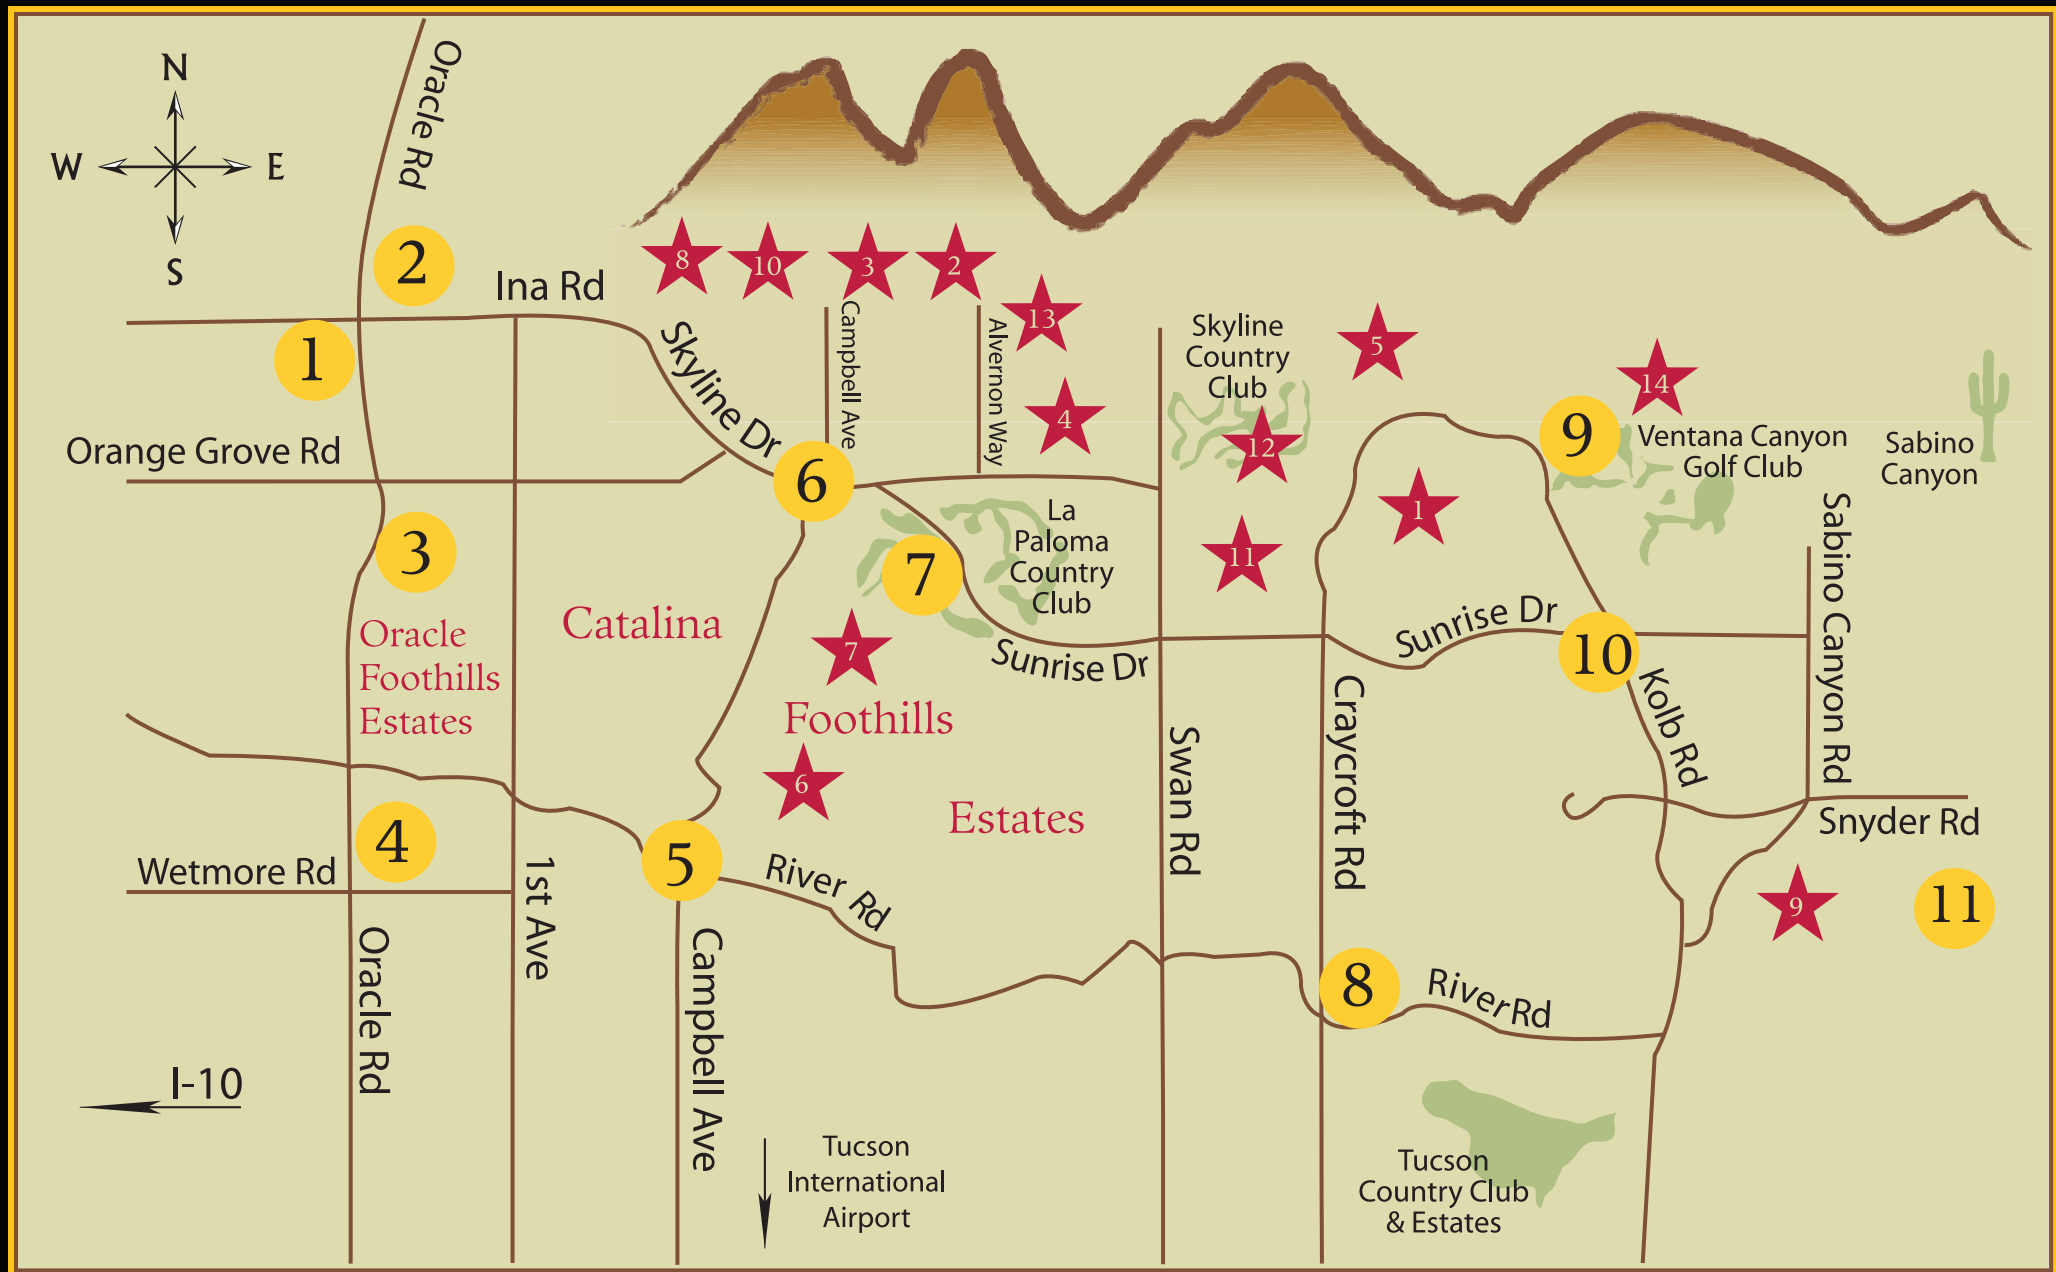 N
W
E
S
Oracle Rd
2
Ina Rd
8
10
3
2
13
1
Skyline Dr
Campbell Ave
Alvernon Way
4
Skyline
Country
Club
5
12
14
9
Ventana Canyon
Golf Club
Sabino
Canyon
Orange Grove Rd
6
3
7
La
Paloma
Country
Club
11
1
Sabino Canyon Rd
Oracle
Foothills
Estates
Catalina
7
Foothills
6
Estates
Sunrise Dr
Sunrise Dr
10
Kolb Rd
Craycroft Rd
Swan Rd
Snyder Rd
4
Wetmore Rd
1st Ave
5
River Rd
9
11
Oracle Rd
Campbell Ave
8
River Rd
I-10
Tucson
International
Airport
Tucson
Country Club
& Estates